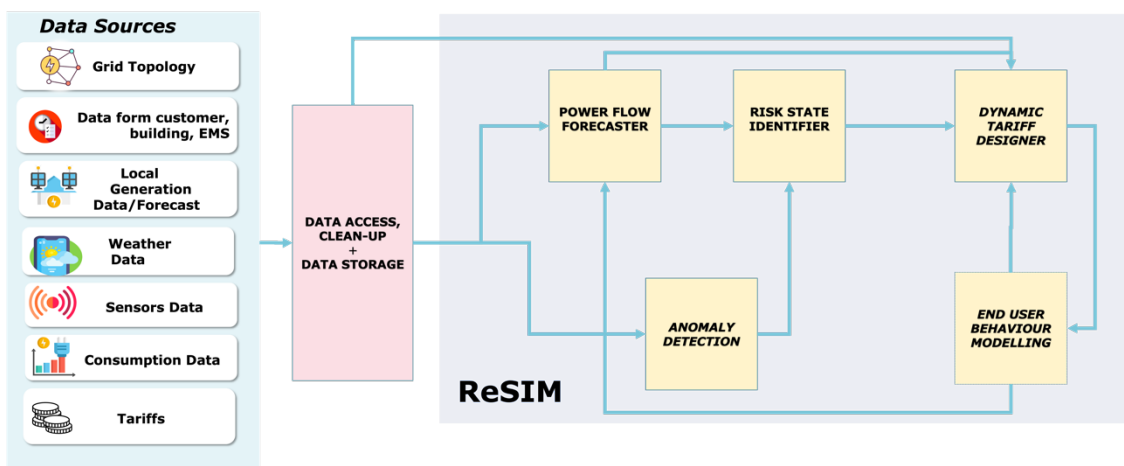 Data Sources
Grid Topology
Data form customer,
building, EMS
Local
Generation
Data/Forecast
Weather
Data
Sensors Data
Consumption Data
Tariffs
DATA ACCESS,
CLEAN-UP
+
DATA STORAGE
POWER FLOW
FORECASTER
RISK STATE
IDENTIFIER
DYNAMIC
TARIFF
DESIGNER
ANOMALY
DETECTION
END USER
BEHAVIOUR
MODELLING
ReSIM